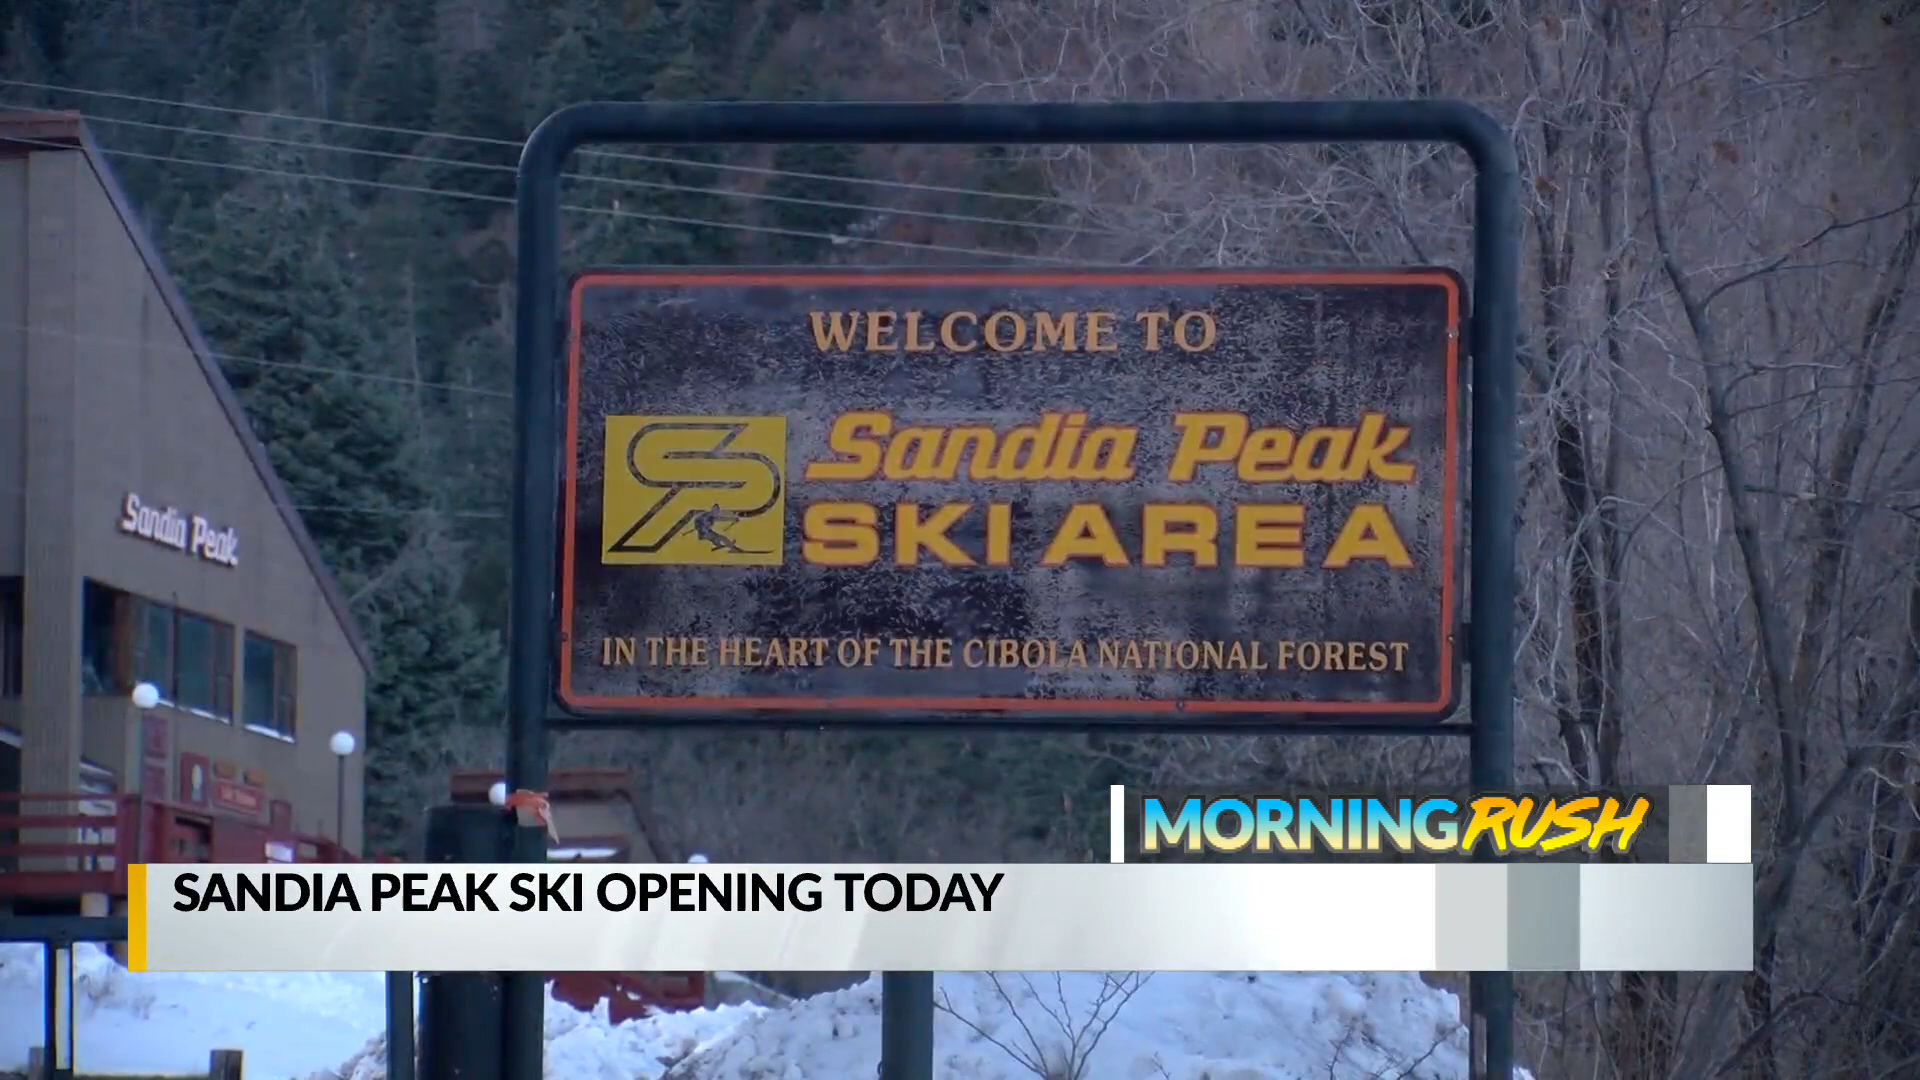 WELCOME TO
Sandia Peak
SKI AREA
IN THE HEART OF THE CIBOLA NATIONAL FOREST
Sandia Peak
MORNING RUSH
SANDIA PEAK SKI OPENING TODAY